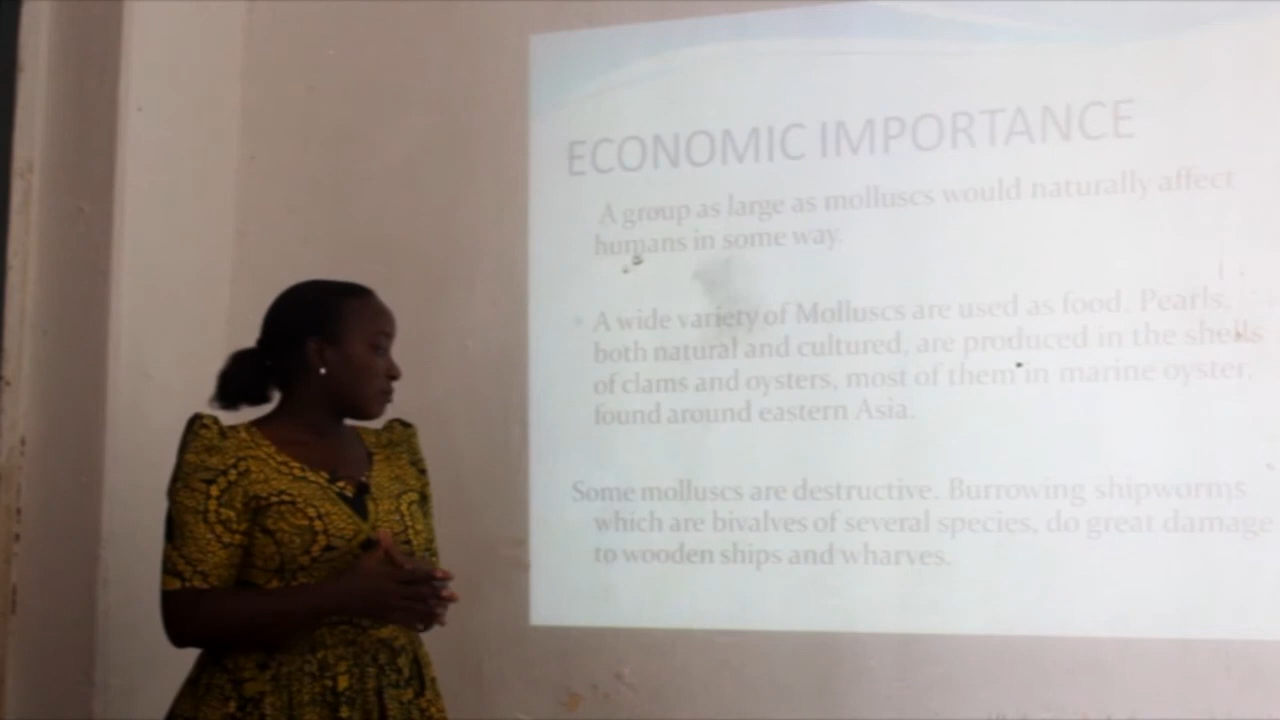 ECONOMIC IMPORTANCE
A group as large as molluscs would naturally affect
humans in some way.
• A wide variety of Molluscs are used as food. Pearls,
both natural and cultured, are produced in the shells
of clams and oysters, most of them in marine oyster,
found around eastern Asia.
Some molluscs are destructive. Burrowing shipworms
which are bivalves of several species, do great damage
to wooden ships and wharves.